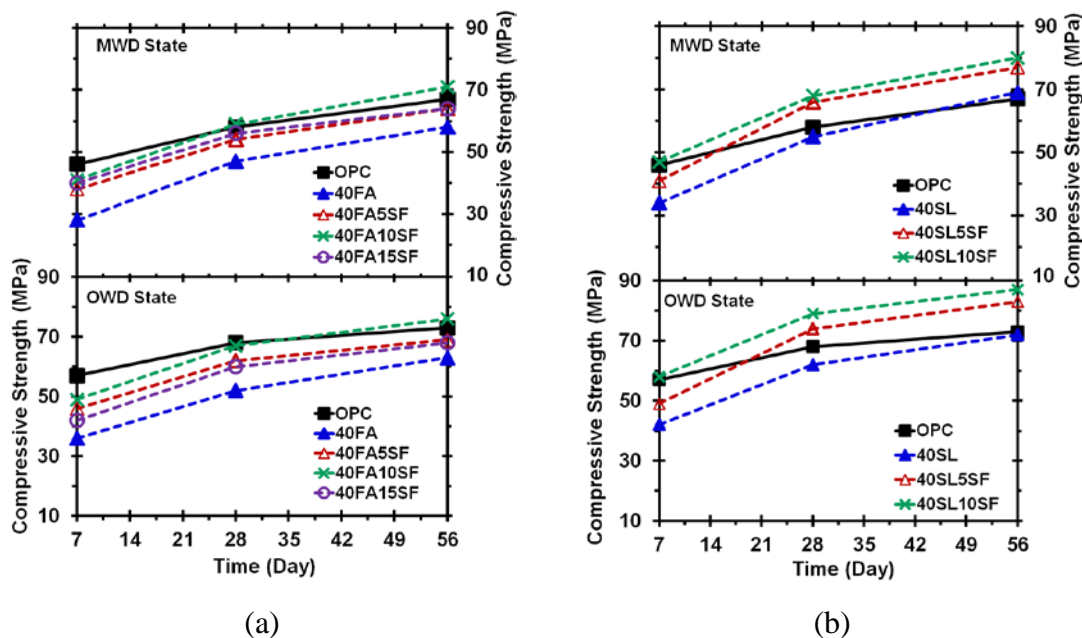 MWD State
90
70
50
30
10
Compressive Strength (MPa)
OPC
40FA
40FA5SF
40FA10SF
40FA15SF
OWD State
90
70
50
30
10
Compressive Strength (MPa)
OPC
40FA
40FA5SF
40FA10SF
40FA15SF
7 14 21 28 35 42 49 56
Time (Day)
(a)
MWD State
90
70
50
30
10
Compressive Strength (MPa)
OPC
40SL
40SL5SF
40SL10SF
OWD State
90
70
50
30
10
Compressive Strength (MPa)
OPC
40SL
40SL5SF
40SL10SF
7 14 21 28 35 42 49 56
Time (Day)
(b)